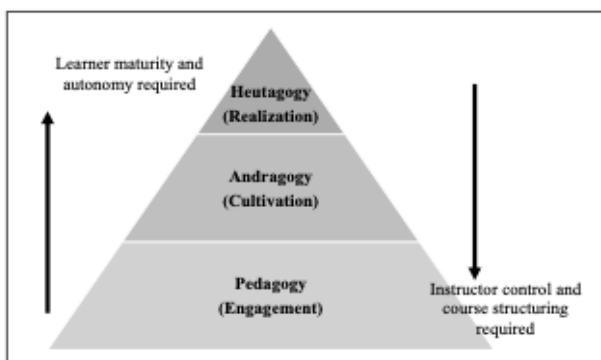 Learner maturity and
autonomy required
Heutagogy
(Realization)
Andragogy
(Cultivation)
Pedagogy
(Engagement)
Instructor control and
course structuring
required